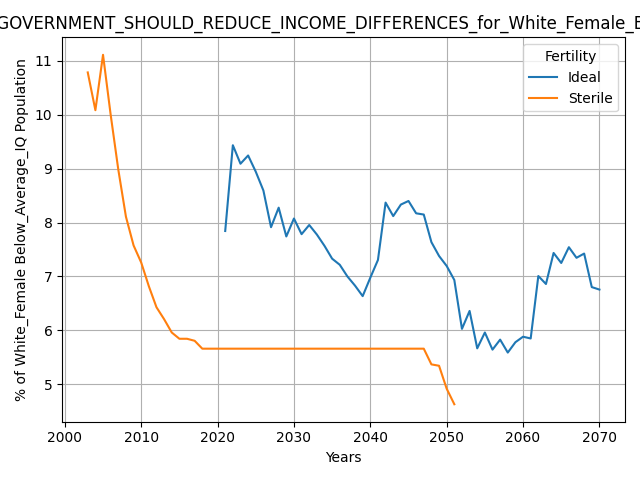 GOVERNMENT_SHOULD_REDUCE_INCOME_DIFFERENCES_for_White_Female_B
Fertility
Ideal
Sterile
% of White_Female Below_Average_IQ Population
11
10
9
8
7
6
5
2000 2010 2020 2030 2040 2050 2060 2070
Years